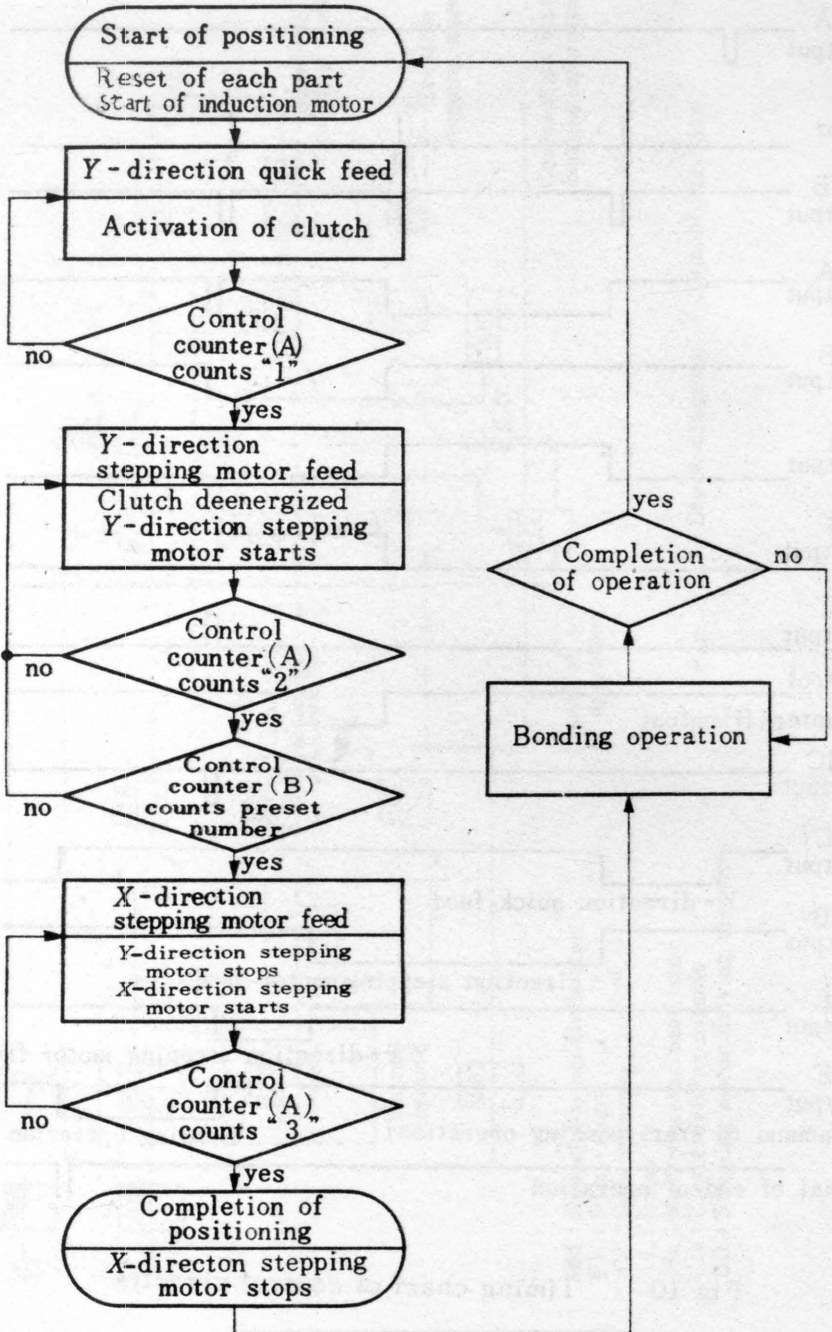 Start of positioning
Reset of each part
Start of induction motor
Y-direction quick feed
Activation of clutch
Control
counter (A)
counts "1"
no
yes
Y-direction
stepping motor feed
Clutch deenergized
Y-direction stepping
motor starts
Control
counter (A)
counts "2"
no
yes
Control
counter (B)
counts preset
number
no
yes
X-direction
stepping motor feed
Y-direction stepping
motor stops
X-direction stepping
motor starts
Control
counter (A)
counts "3"
no
yes
Completion of
positioning
X-directon stepping
motor stops
yes
Completion
of operation
no
Bonding operation